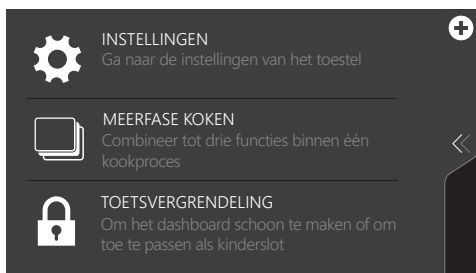 INSTELLINGEN
Ga naar de instellingen van het toestel
MEERFASE KOKEN
Combineer tot drie functies binnen één
kookproces
TOETSVERGRENDELING
Om het dashboard schoon te maken of om
toe te passen als kinderslot